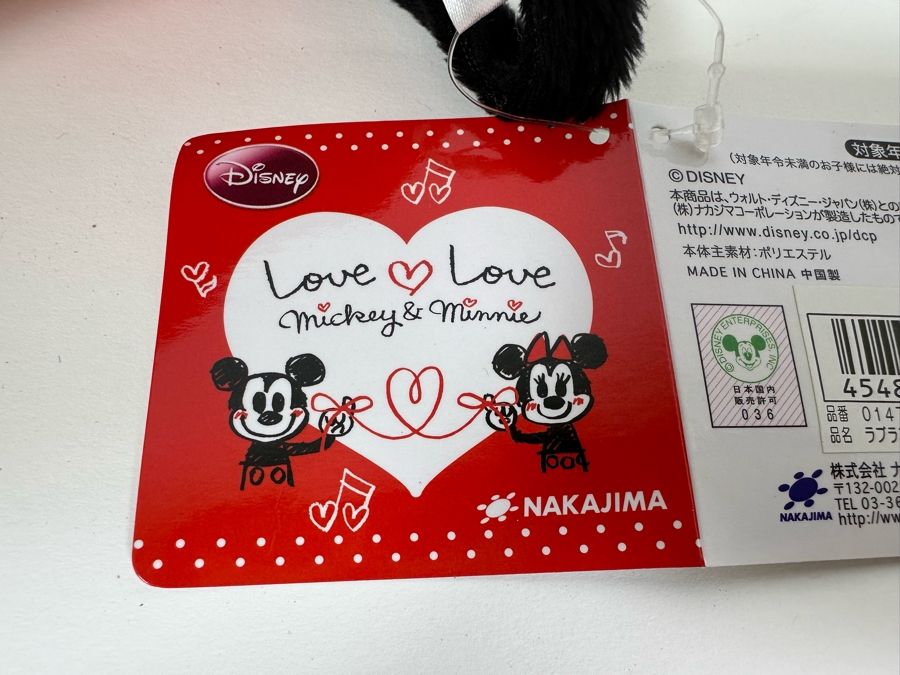 Disney
Love Love
Mickey & Minnie
NAKAJIMA
対象年
(対象年令未満のお子様には絶対
©DISNEY
本商品は、ウォルト・ディズニー・ジャパン(株)との
(株)ナカジマコーポレーションが製造したもので
http://www.disney.co.jp/dcp
本体主素材:ポリエステル
MADE IN CHINA 中国製
©DISNEY ENTERPRISES, INC
日本国内
販売許可
036
4548
品番 0147
品名 ラブラブ
株式会社 ナ
〒132-002
TEL 03-36
NAKAJIMA
http://ww